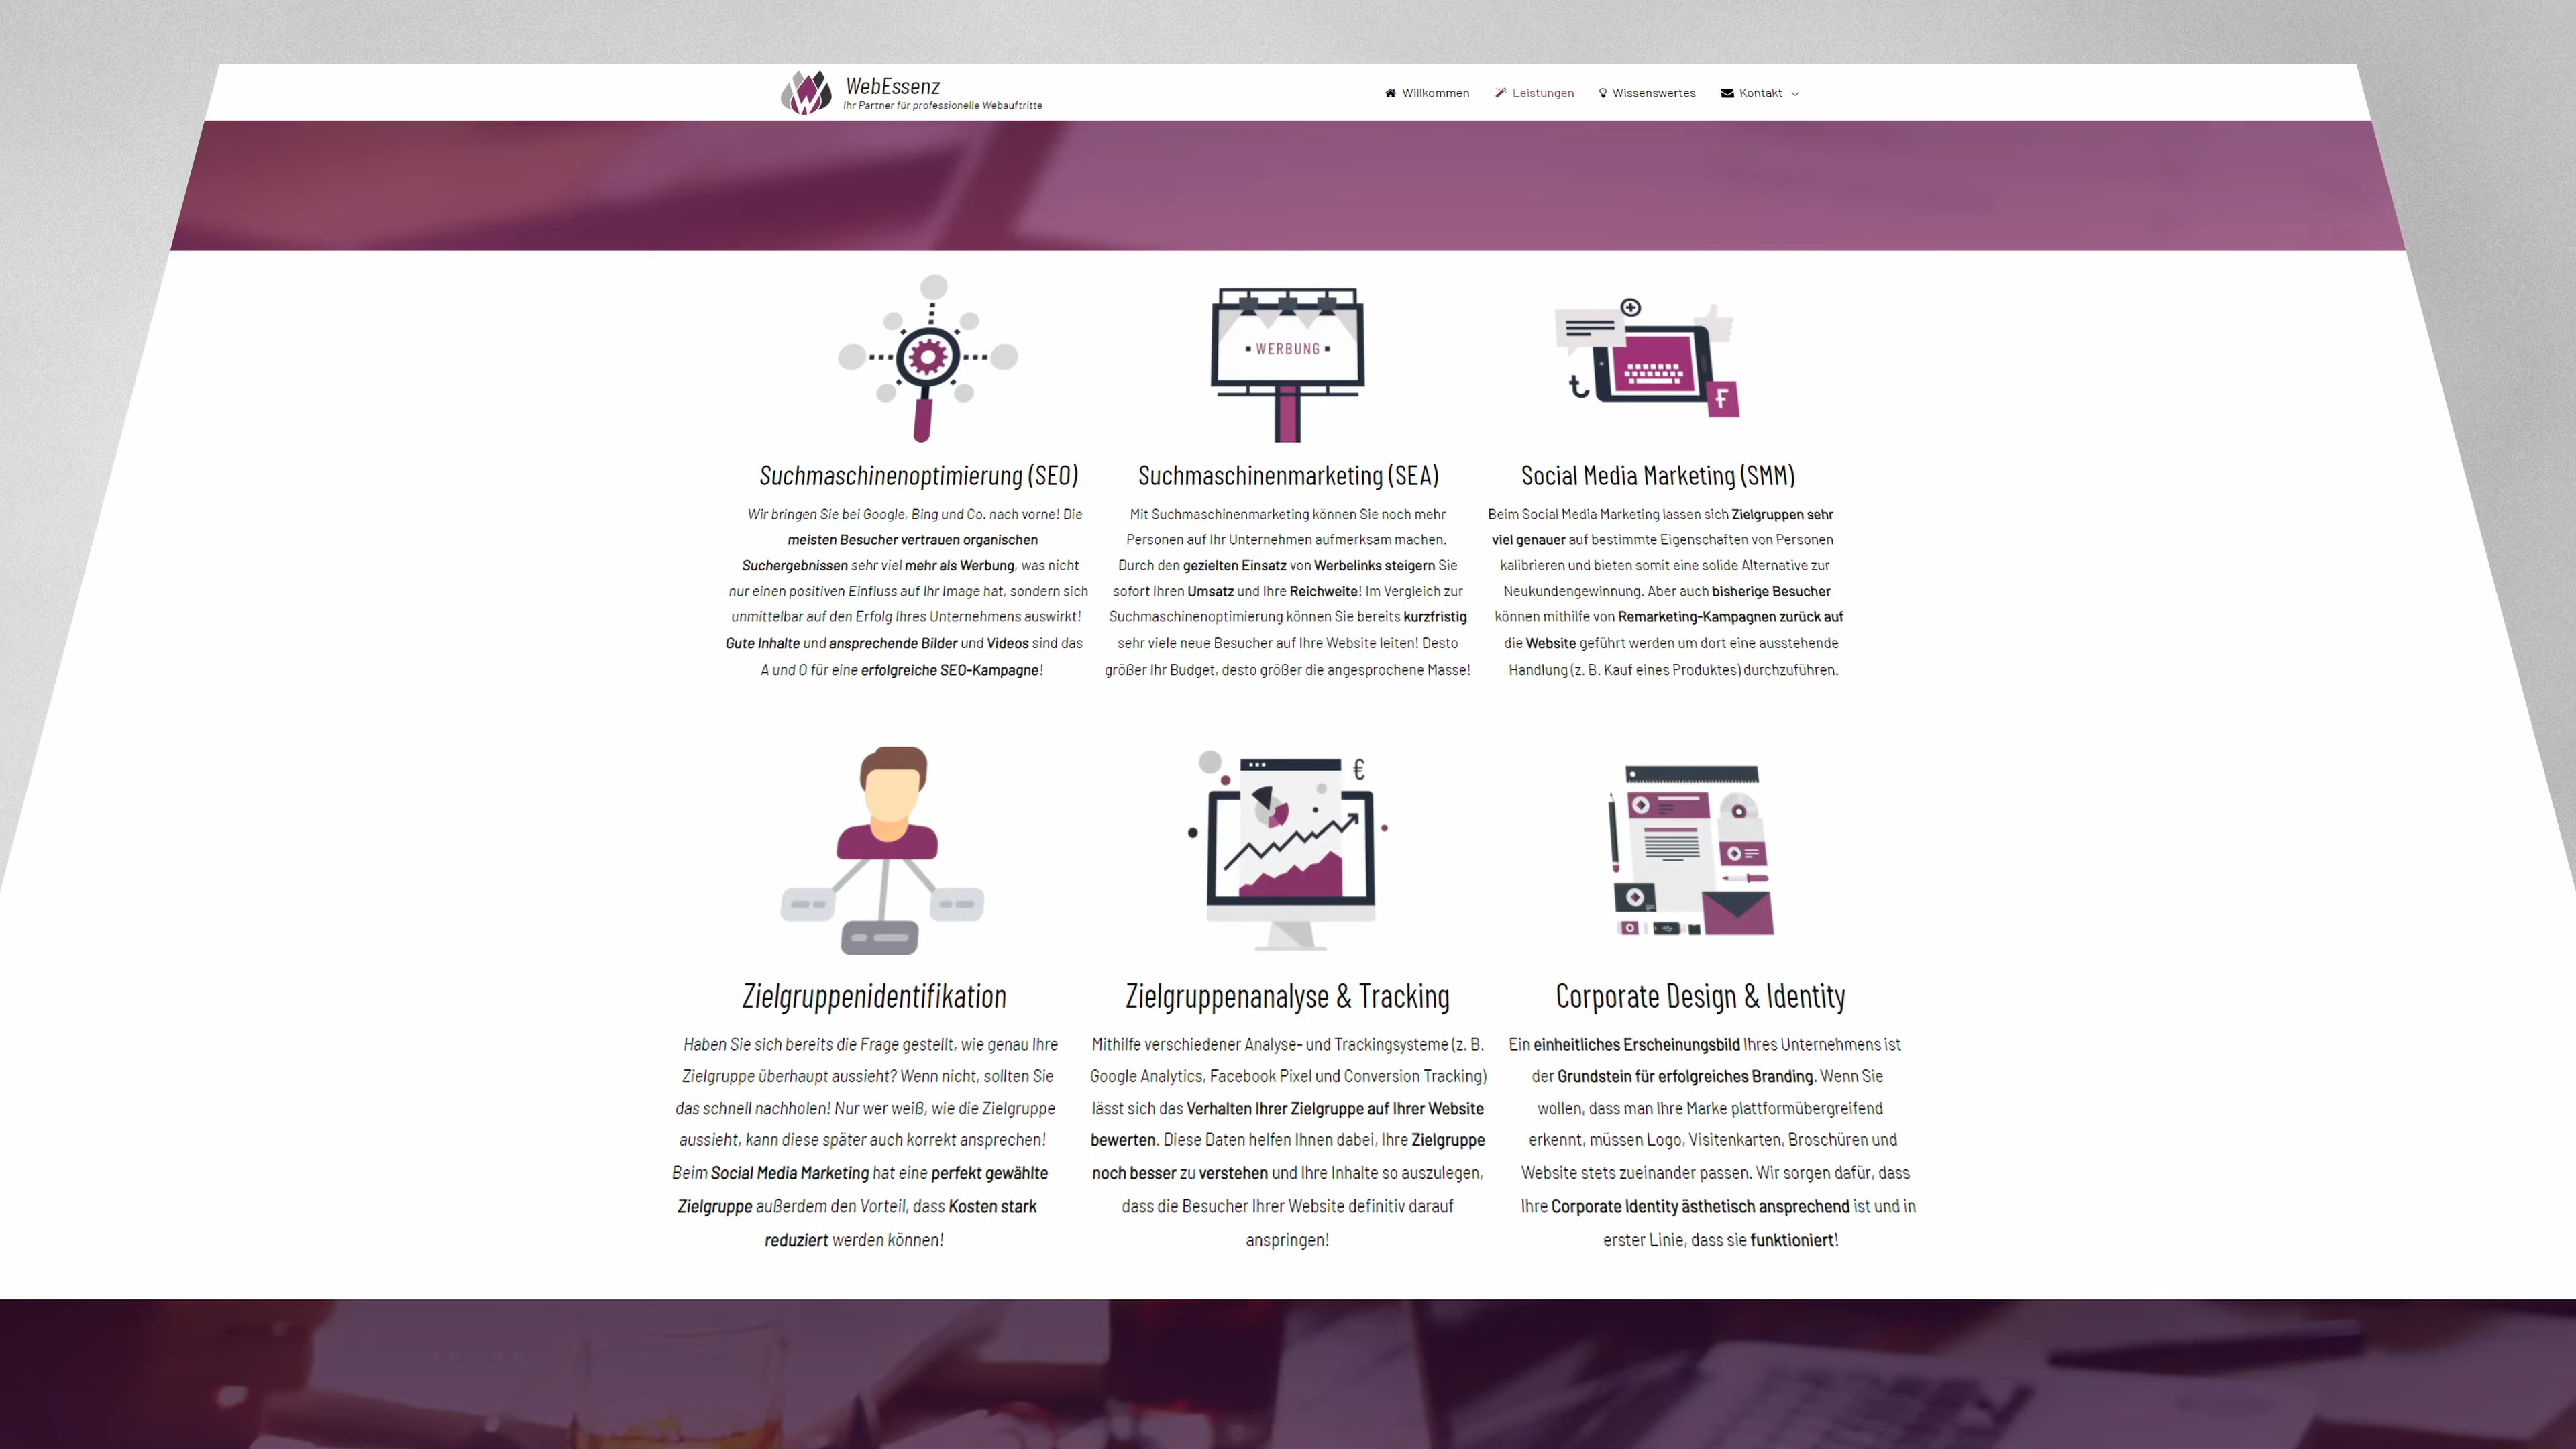 WebEssenz
Ihr Partner für professionelle Webauftritte
Willkommen
Leistungen
Wissenswertes
Kontakt
WERBUNG
t
F
Suchmaschinenoptimierung (SEO)
Wir bringen Sie bei Google, Bing und Co. nach vorne! Die
meisten Besucher vertrauen organischen
Suchergebnissen sehr viel mehr als Werbung, was nicht
nur einen positiven Einfluss auf Ihr Image hat, sondern sich
unmittelbar auf den Erfolg Ihres Unternehmens auswirkt!
Gute Inhalte und ansprechende Bilder und Videos sind das
A und O für eine erfolgreiche SEO-Kampagne!
Suchmaschinenmarketing (SEA)
Mit Suchmaschinenmarketing können Sie noch mehr
Personen auf Ihr Unternehmen aufmerksam machen.
Durch den gezielten Einsatz von Werbelinks steigern Sie
sofort Ihren Umsatz und Ihre Reichweite! Im Vergleich zur
Suchmaschinenoptimierung können Sie bereits kurzfristig
sehr viele neue Besucher auf Ihre Website leiten! Desto
größer Ihr Budget, desto größer die angesprochene Masse!
Social Media Marketing (SMM)
Beim Social Media Marketing lassen sich Zielgruppen sehr
viel genauer auf bestimmte Eigenschaften von Personen
kalibrieren und bieten somit eine solide Alternative zur
Neukundengewinnung. Aber auch bisherige Besucher
können mithilfe von Remarketing-Kampagnen zurück auf
die Website geführt werden um dort eine ausstehende
Handlung (z. B. Kauf eines Produktes) durchzuführen.
€
Zielgruppenidentifikation
Haben Sie sich bereits die Frage gestellt, wie genau Ihre
Zielgruppe überhaupt aussieht? Wenn nicht, sollten Sie
das schnell nachholen! Nur wer weiß, wie die Zielgruppe
aussieht, kann diese später auch korrekt ansprechen!
Beim Social Media Marketing hat eine perfekt gewählte
Zielgruppe außerdem den Vorteil, dass Kosten stark
reduziert werden können!
Zielgruppenanalyse & Tracking
Mithilfe verschiedener Analyse- und Trackingsysteme (z. B.
Google Analytics, Facebook Pixel und Conversion Tracking)
lässt sich das Verhalten Ihrer Zielgruppe auf Ihrer Website
bewerten. Diese Daten helfen Ihnen dabei, Ihre Zielgruppe
noch besser zu verstehen und Ihre Inhalte so auszulegen,
dass die Besucher Ihrer Website definitiv darauf
anspringen!
Corporate Design & Identity
Ein einheitliches Erscheinungsbild Ihres Unternehmens ist
der Grundstein für erfolgreiches Branding. Wenn Sie
wollen, dass man Ihre Marke plattformübergreifend
erkennt, müssen Logo, Visitenkarten, Broschüren und
Website stets zueinander passen. Wir sorgen dafür, dass
Ihre Corporate Identity ästhetisch ansprechend ist und in
erster Linie, dass sie funktioniert!